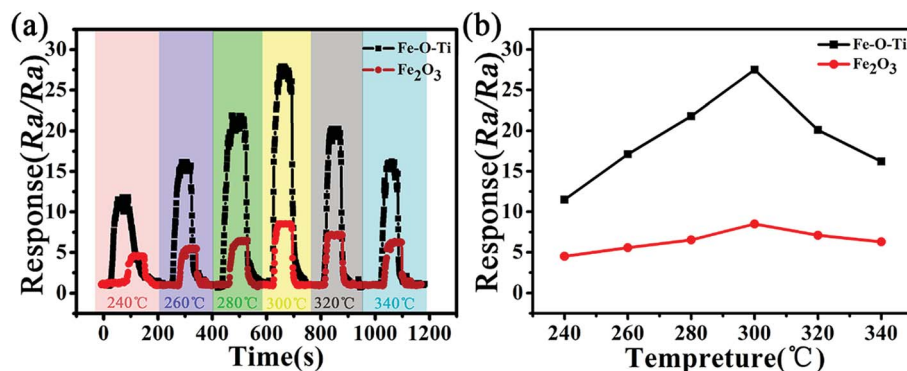 (a)
Response(Ra/Ra)
30
25
20
15
10
5
0
Fe-O-Ti
Fe₂O₃
240℃ 260℃ 280℃ 300℃ 320℃ 340℃
0 200 400 600 800 1000 1200
Time(s)
(b)
Response(Ra/Ra)
30
25
20
15
10
5
0
Fe-O-Ti
Fe₂O₃
240 260 280 300 320 340
Tempreture(℃)